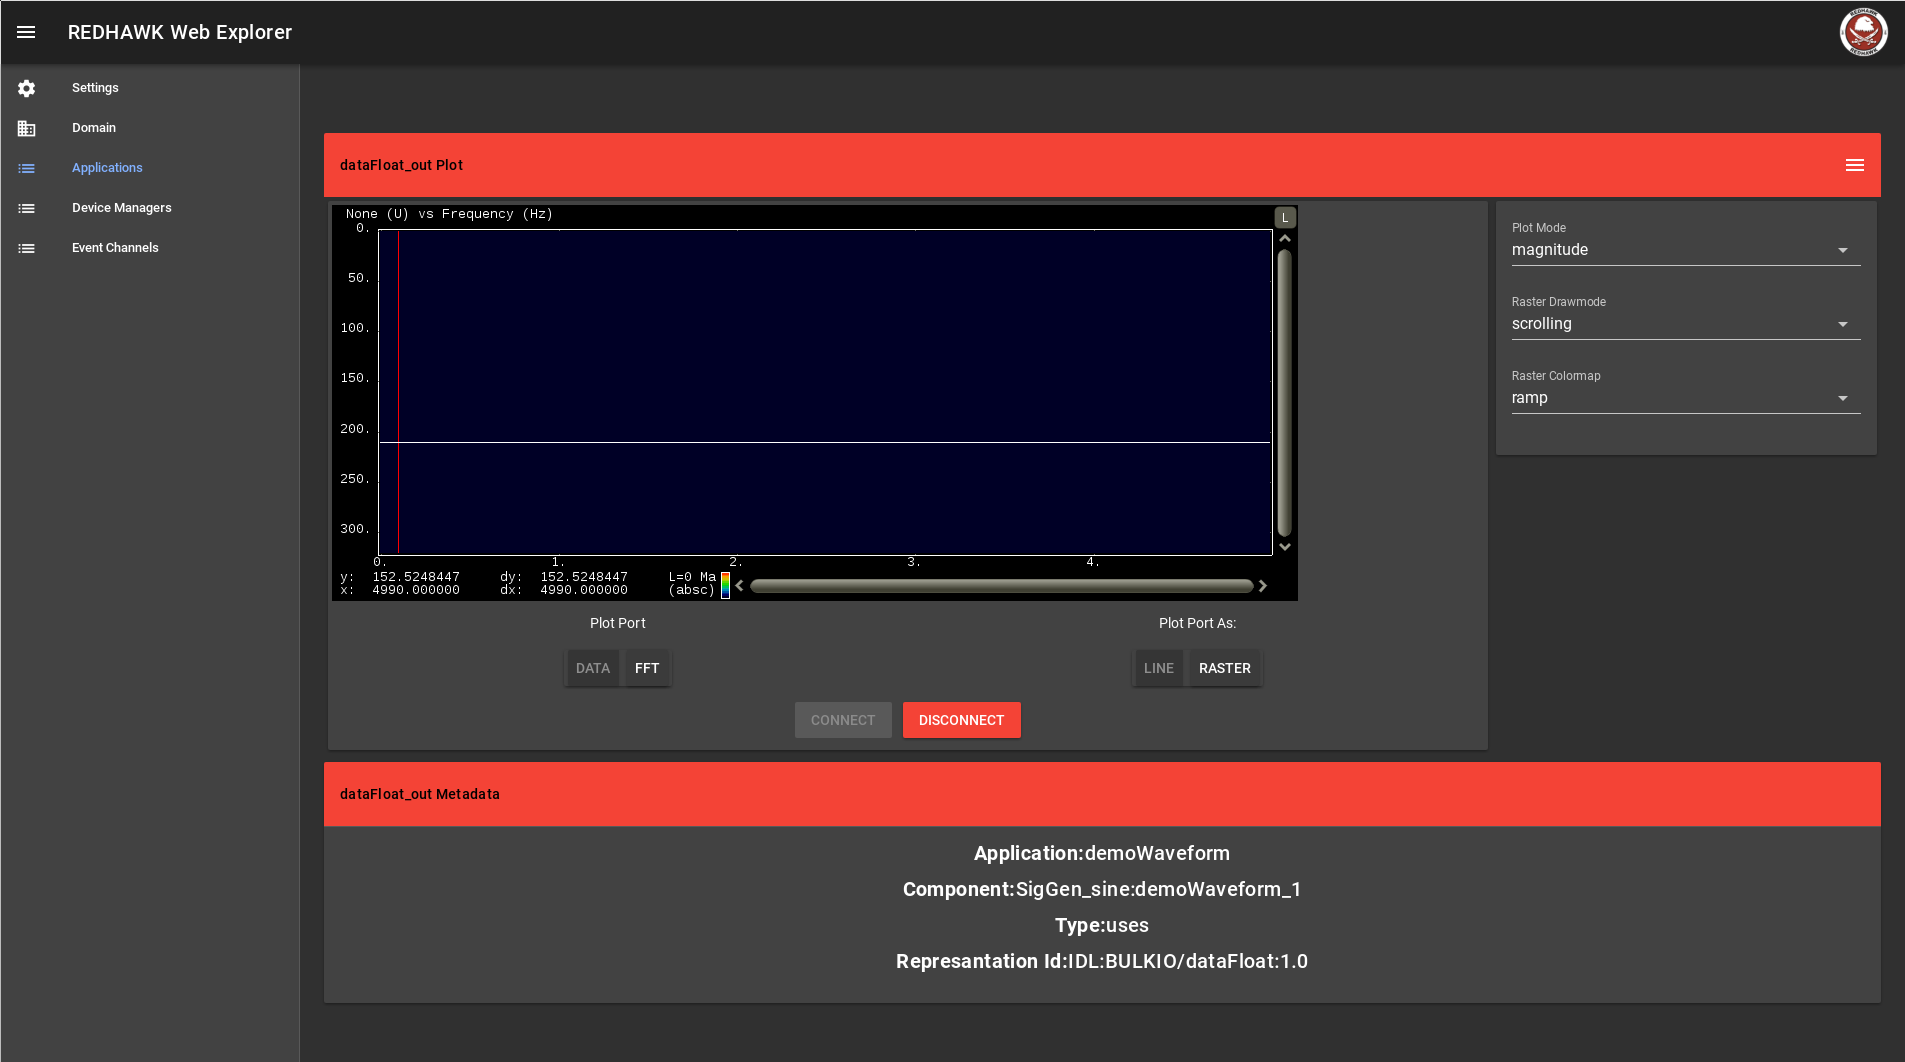 REDHAWK Web Explorer
REDHAWK
REDHAWK
Settings
Domain
Applications
Device Managers
Event Channels
dataFloat_out Plot
None (U) vs Frequency (Hz)
L
0.
50.
100.
150.
200.
250.
300.
0. 1. 2. 3. 4.
y: 152.5248447 dy: 152.5248447 L=0 Ma
x: 4990.000000 dx: 4990.000000 (absc)
Plot Mode
magnitude
Raster Drawmode
scrolling
Raster Colormap
ramp
Plot Port
Plot Port As:
DATA FFT
LINE RASTER
CONNECT DISCONNECT
dataFloat_out Metadata
Application:demoWaveform
Component:SigGen_sine:demoWaveform_1
Type:uses
Represantation Id:IDL:BULKIO/dataFloat:1.0